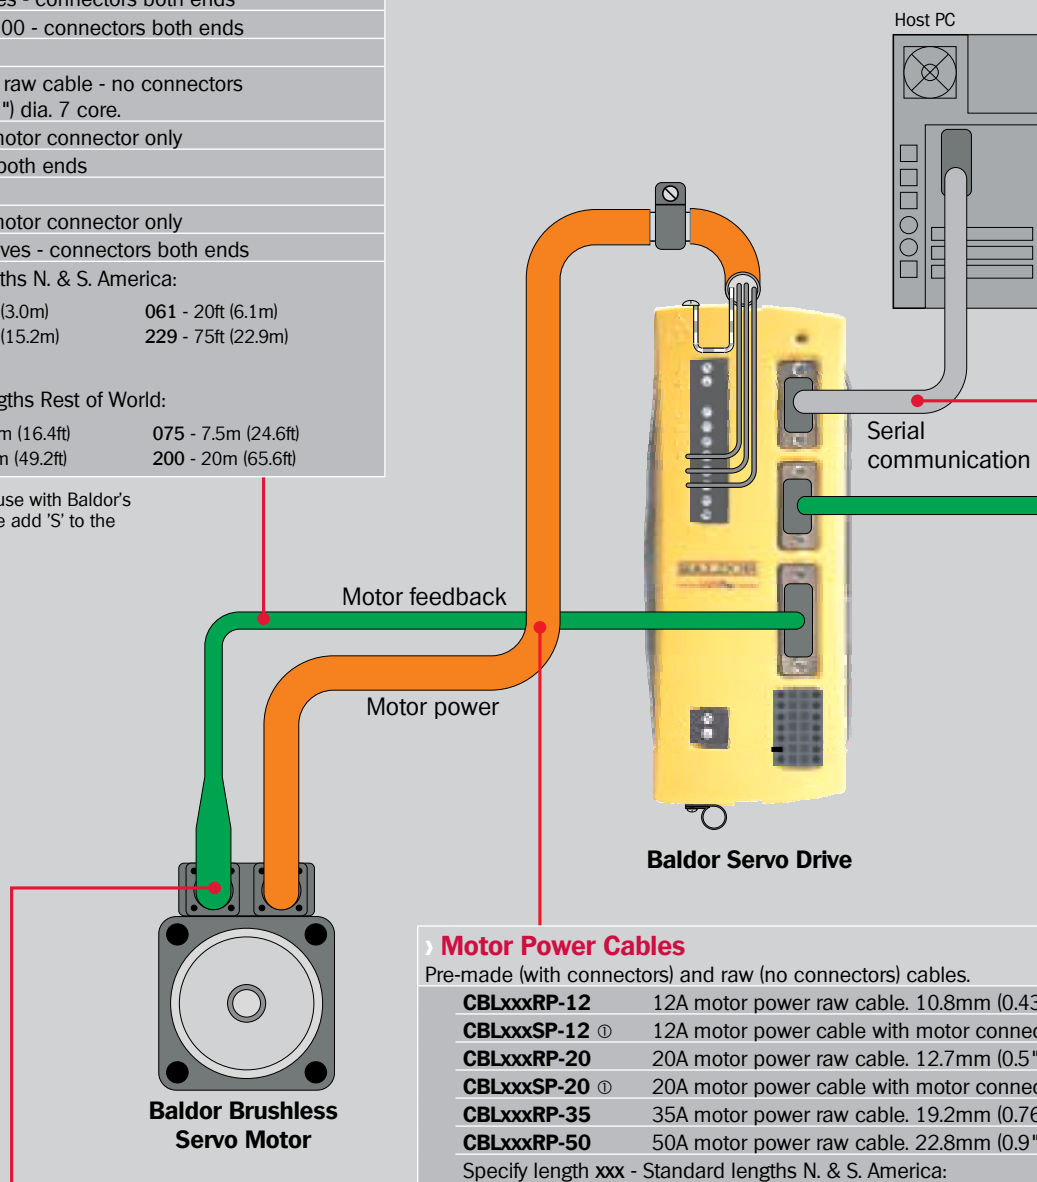 es - connectors both ends
00 - connectors both ends
raw cable - no connectors
") dia. 7 core.
motor connector only
both ends
motor connector only
ves - connectors both ends
ths N. & S. America:
(3.0m) 061 - 20ft (6.1m)
(15.2m) 229 - 75ft (22.9m)
gths Rest of World:
m (16.4ft) 075 - 7.5m (24.6ft)
m (49.2ft) 200 - 20m (65.6ft)
use with Baldor's
e add 'S' to the
Host PC
Serial
communication
Motor feedback
Motor power
BALDOR
Baldor Servo Drive
Baldor Brushless
Servo Motor
› Motor Power Cables
Pre-made (with connectors) and raw (no connectors) cables.
CBLxxxRP-12 12A motor power raw cable. 10.8mm (0.43
CBLxxxSP-12 ① 12A motor power cable with motor connec
CBLxxxRP-20 20A motor power raw cable. 12.7mm (0.5"
CBLxxxSP-20 ① 20A motor power cable with motor connec
CBLxxxRP-35 35A motor power raw cable. 19.2mm (0.76
CBLxxxRP-50 50A motor power raw cable. 22.8mm (0.9"
Specify length xxx - Standard lengths N. & S. America: